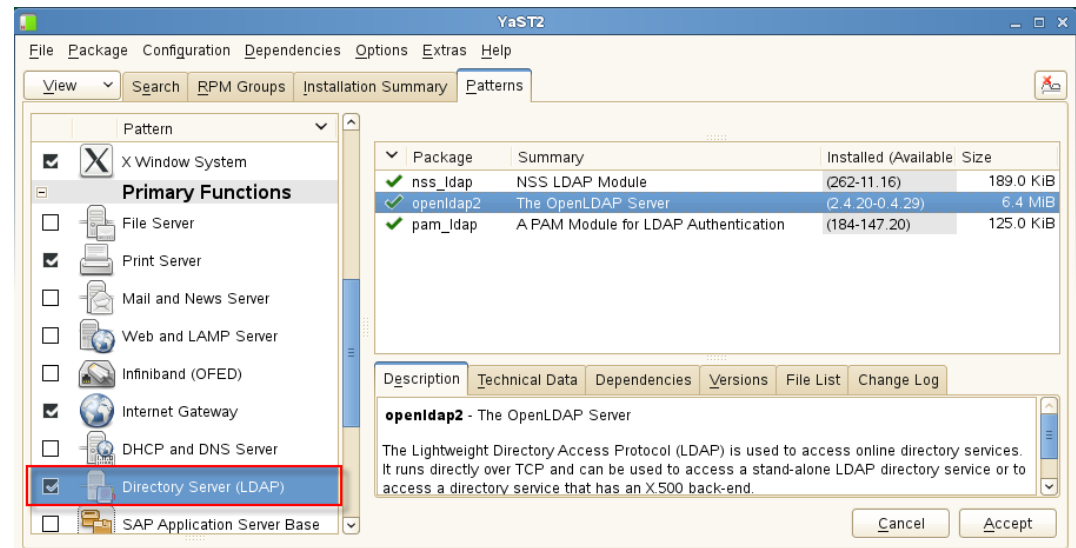 YaST2
File Package Configuration Dependencies Options Extras Help
View Search RPM Groups Installation Summary Patterns
Pattern
X Window System
Primary Functions
File Server
Print Server
Mail and News Server
Web and LAMP Server
Infiniband (OFED)
Internet Gateway
DHCP and DNS Server
Directory Server (LDAP)
SAP Application Server Base
Package Summary Installed (Available Size
nss_ldap NSS LDAP Module (262-11.16) 189.0 KiB
openldap2 The OpenLDAP Server (2.4.20-0.4.29) 6.4 MiB
pam_ldap A PAM Module for LDAP Authentication (184-147.20) 125.0 KiB
Description Technical Data Dependencies Versions File List Change Log
openldap2 - The OpenLDAP Server
The Lightweight Directory Access Protocol (LDAP) is used to access online directory services.
It runs directly over TCP and can be used to access a stand-alone LDAP directory service or to
access a directory service that has an X.500 back-end.
Cancel Accept